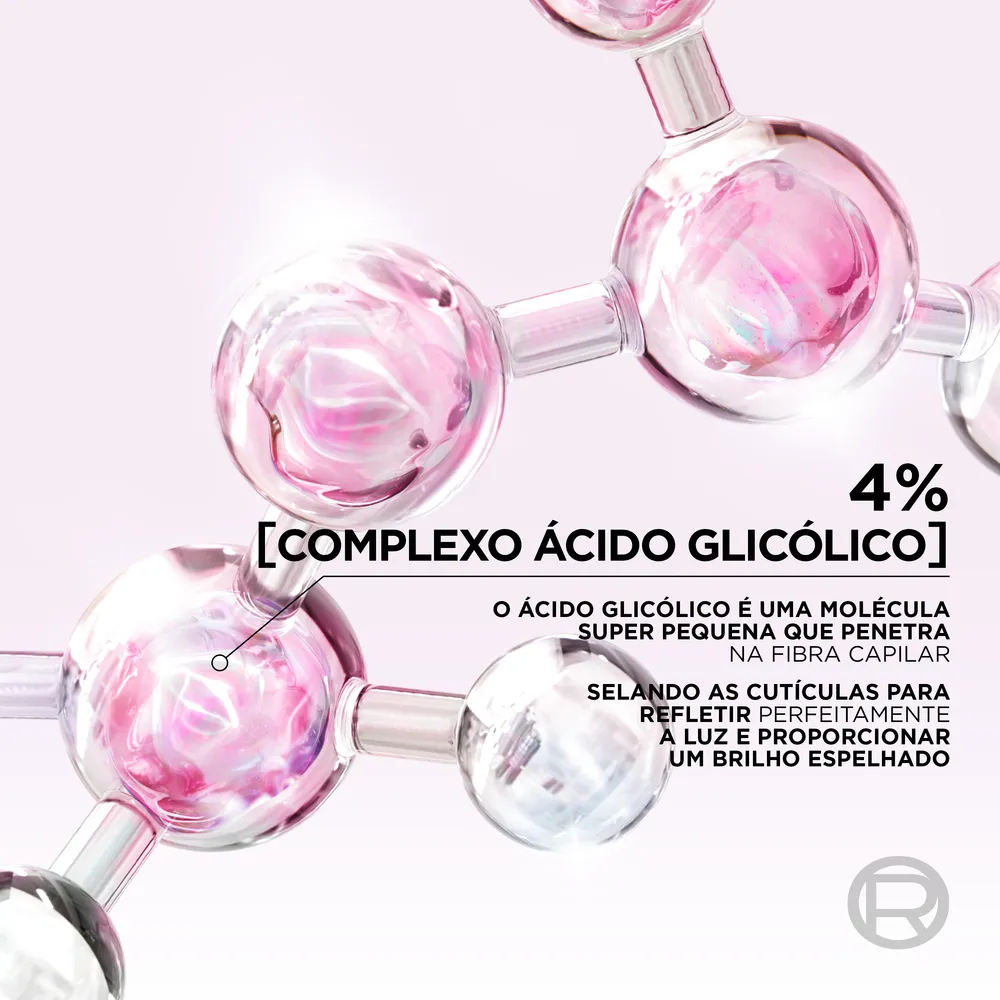 4%
[COMPLEXO ÁCIDO GLICÓLICO]
O ÁCIDO GLICÓLICO É UMA MOLÉCULA
SUPER PEQUENA QUE PENETRA
NA FIBRA CAPILAR
SELANDO AS CUTÍCULAS PARA
REFLETIR PERFEITAMENTE
A LUZ E PROPORCIONAR
UM BRILHO ESPELHADO
R